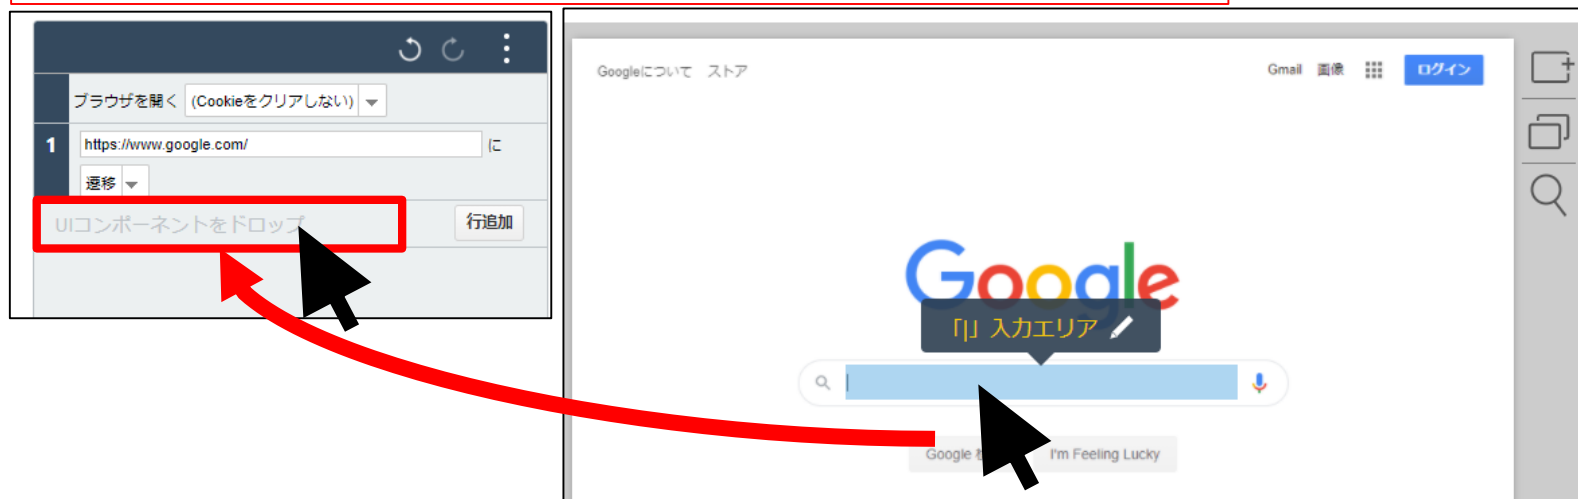 ブラウザを開く (Cookieをクリアしない)
1 https://www.google.com/ に
遷移
UIコンポーネントをドロップ 行追加
Googleについて ストア Gmail 画像 ログイン
Google
「|」入力エリア
Google I'm Feeling Lucky